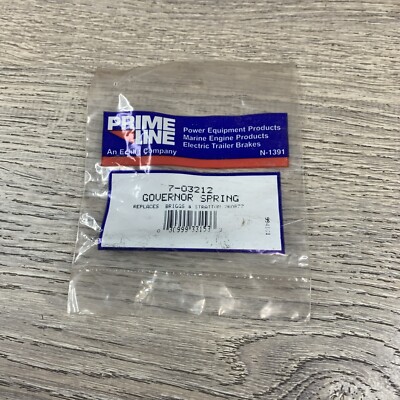 PRIME
LINE
An Echlin Company
Power Equipment Products
Marine Engine Products
Electric Trailer Brakes
N-1391
7-03212
GOVERNOR SPRING
REPLACES: BRIGGS & STRATTON